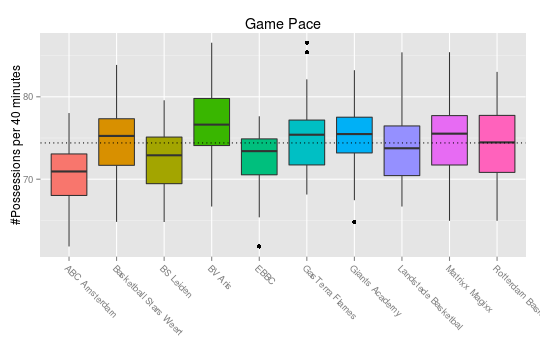 Game Pace
#Possessions per 40 minutes
80
70
ABC Amsterdam
Basketball Stars Weert
BS Leiden
BV Aris
EBBC
GasTerra Flames
Giants Academy
Landstede Basketbal
Matrixx Magixx
Rotterdam Bas